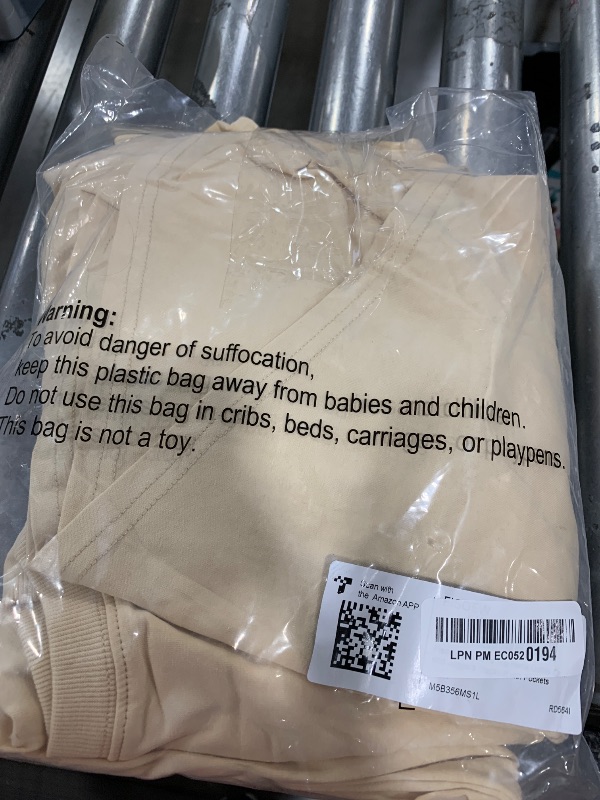 Warning:
To avoid danger of suffocation,
keep this plastic bag away from babies and children.
Do not use this bag in cribs, beds, carriages, or playpens.
This bag is not a toy.
Scan with
the Amazon APP
LPN PM EC0520194
Pockets
M5B356MS1L